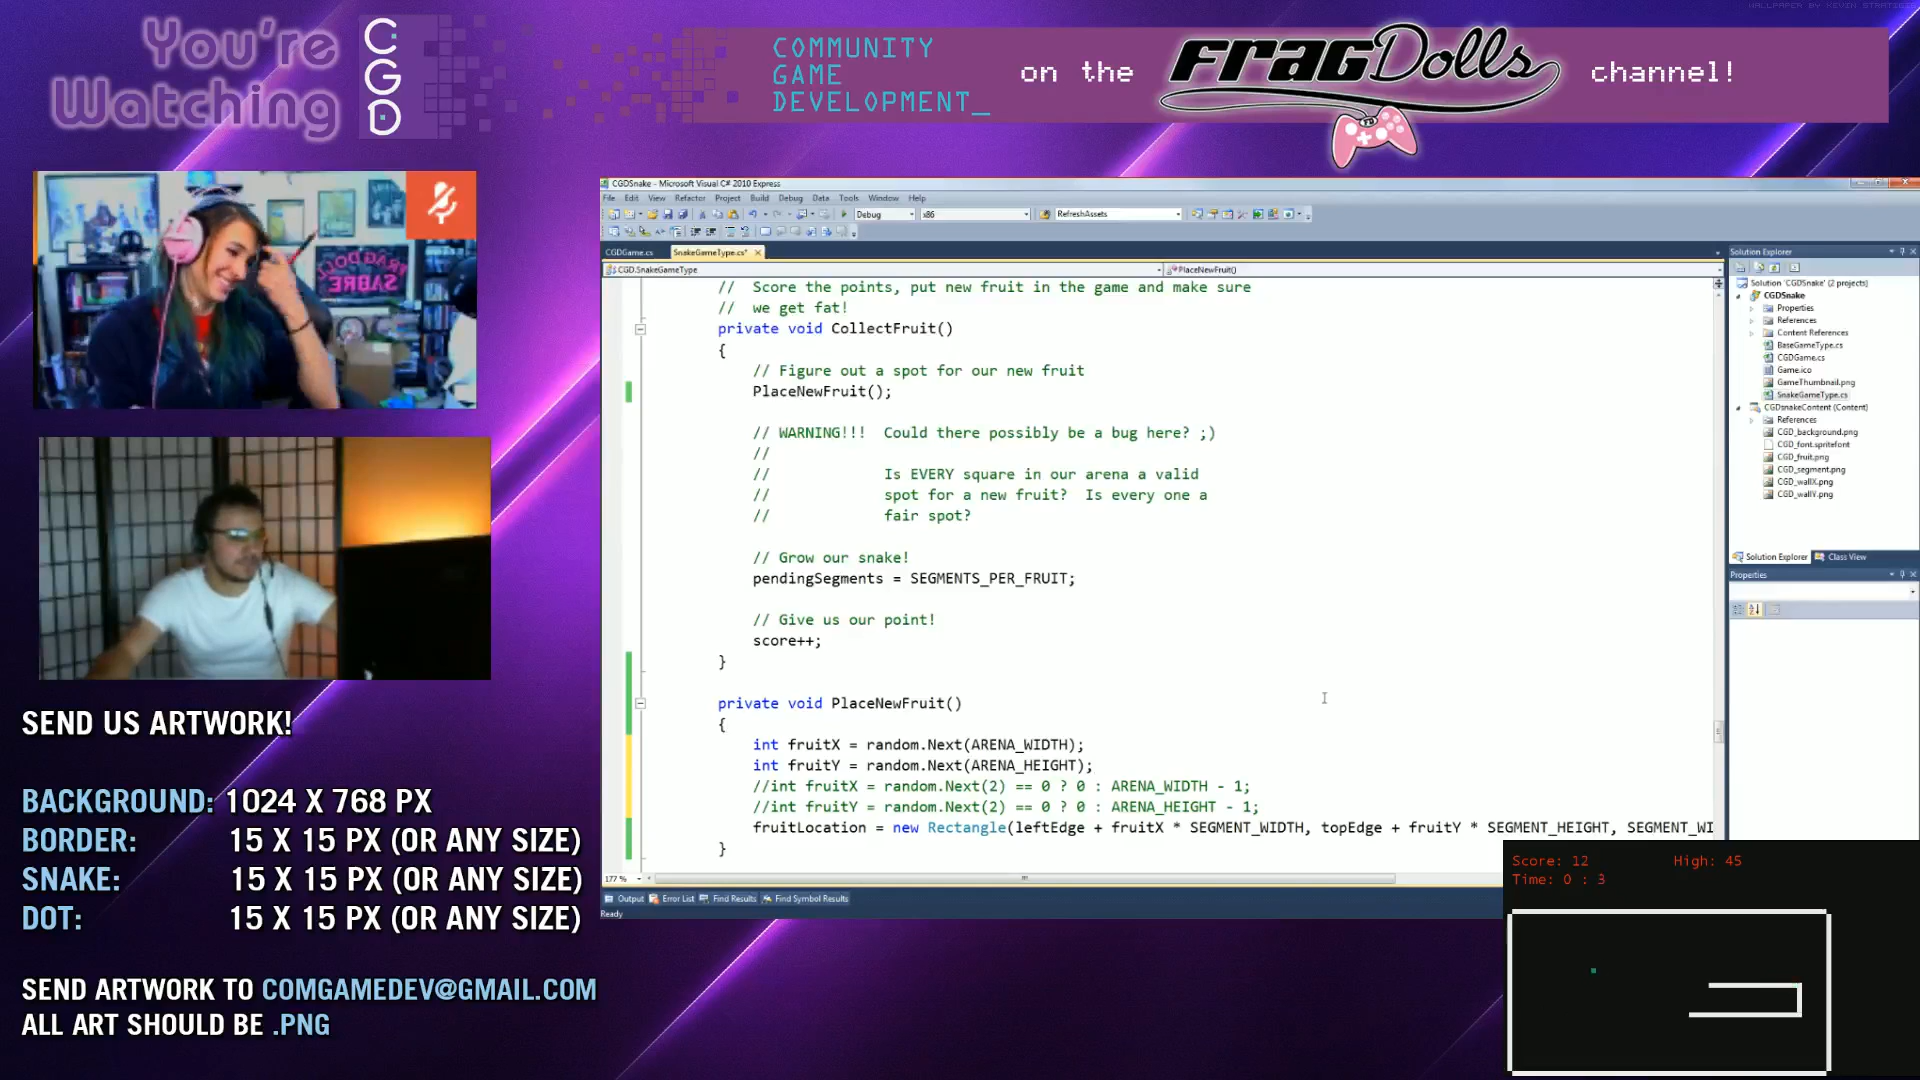 WALLPAPER BY KEVIN STRATIS
You're
Watching
CGD
COMMUNITY
GAME
DEVELOPMENT_
on the
FRAGDOLLS
channel!
FRAG DOLL
SABRE
SEND US ARTWORK!
BACKGROUND: 1024 X 768 PX
BORDER: 15 X 15 PX (OR ANY SIZE)
SNAKE: 15 X 15 PX (OR ANY SIZE)
DOT: 15 X 15 PX (OR ANY SIZE)
SEND ARTWORK TO COMGAMEDEV@GMAIL.COM
ALL ART SHOULD BE .PNG
CGDSnake - Microsoft Visual C# 2010 Express
File Edit View Refactor Project Build Debug Data Tools Window Help
Debug x86 RefreshAssets
CGDGame.cs SnakeGameType.cs*
CGD.SnakeGameType PlaceNewFruit()
// Score the points, put new fruit in the game and make sure
// we get fat!
private void CollectFruit()
{
// Figure out a spot for our new fruit
PlaceNewFruit();
// WARNING!!! Could there possibly be a bug here? ;)
//
// Is EVERY square in our arena a valid
// spot for a new fruit? Is every one a
// fair spot?
// Grow our snake!
pendingSegments = SEGMENTS_PER_FRUIT;
// Give us our point!
score++;
}
private void PlaceNewFruit()
{
int fruitX = random.Next(ARENA_WIDTH);
int fruitY = random.Next(ARENA_HEIGHT);
//int fruitX = random.Next(2) == 0 ? 0 : ARENA_WIDTH - 1;
//int fruitY = random.Next(2) == 0 ? 0 : ARENA_HEIGHT - 1;
fruitLocation = new Rectangle(leftEdge + fruitX * SEGMENT_WIDTH, topEdge + fruitY * SEGMENT_HEIGHT, SEGMENT_WI
}
177 %
Output Error List Find Results Find Symbol Results
Ready
Solution Explorer
Solution 'CGDSnake' (2 projects)
CGDSnake
Properties
References
Content References
BaseGameType.cs
CGDGame.cs
Game.ico
GameThumbnail.png
SnakeGameType.cs
CGDsnakeContent (Content)
References
CGD_background.png
CGD_font.spritefont
CGD_fruit.png
CGD_segment.png
CGD_wallX.png
CGD_wallY.png
Solution Explorer Class View
Properties
Score: 12 High: 45
Time: 0 : 3